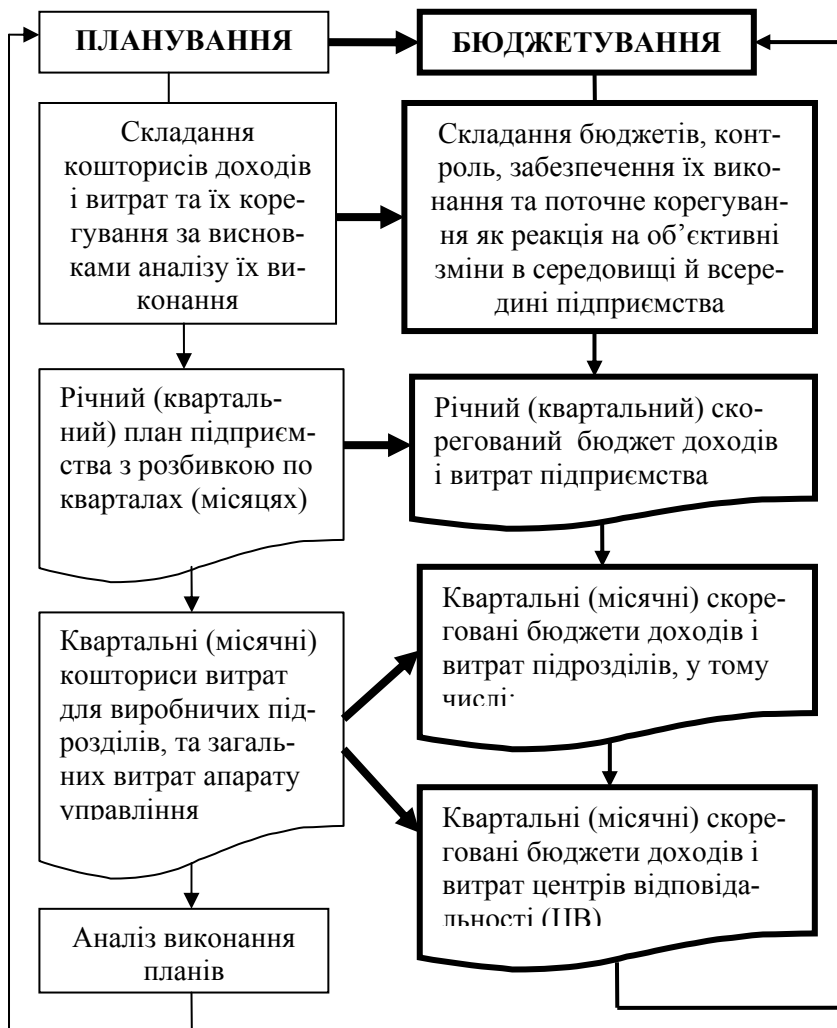 ПЛАНУВАННЯ
БЮДЖЕТУВАННЯ
Складання
кошторисів доходів
і витрат та їх коре-
гування за виснов-
ками аналізу їх ви-
конання
Складання бюджетів, конт-
роль, забезпечення їх вико-
нання та поточне корегуван-
ня як реакція на об’єктивні
зміни в середовищі й всере-
дині підприємства
Річний (кварталь-
ний) план підприєм-
ства з розбивкою по
кварталах (місяцях)
Річний (квартальний) ско-
регований бюджет доходів
і витрат підприємства
Квартальні (місячні)
кошториси витрат
для виробничих під-
розділів, та загаль-
них витрат апарату
управління
Квартальні (місячні) скоре-
говані бюджети доходів і
витрат підрозділів, у тому
числі:
Квартальні (місячні) скоре-
говані бюджети доходів і
витрат центрів відповіда-
льності (ЦВ)
Аналіз виконання
планів